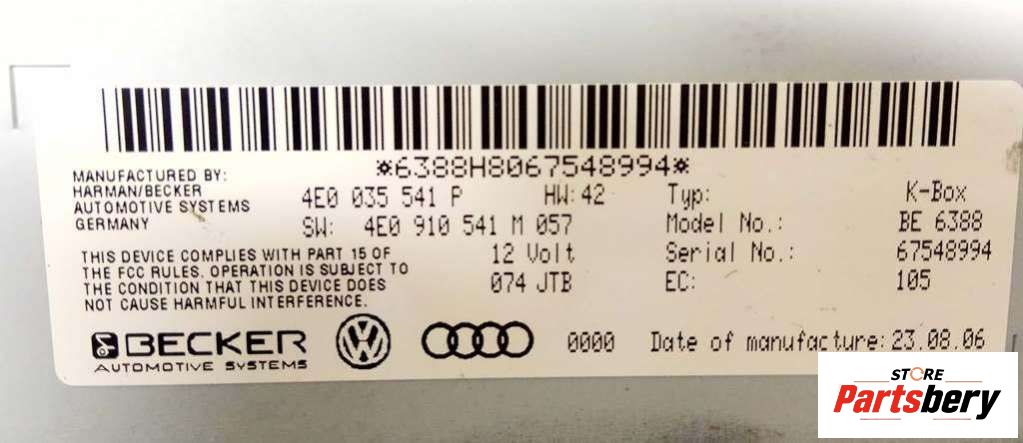 *6388H8067548994*
MANUFACTURED BY:
HARMAN/BECKER
AUTOMOTIVE SYSTEMS
GERMANY
4E0 035 541 P HW:42 Typ: K-Box
SW: 4E0 910 541 M 057 Model No.: BE 6388
12 Volt Serial No.: 67548994
074 JTB EC: 105
THIS DEVICE COMPLIES WITH PART 15 OF
THE FCC RULES. OPERATION IS SUBJECT TO
THE CONDITION THAT THIS DEVICE DOES
NOT CAUSE HARMFUL INTERFERENCE.
BECKER
AUTOMOTIVE SYSTEMS
VW
0000 Date of manufacture: 23.08.06
STORE
Partsbery